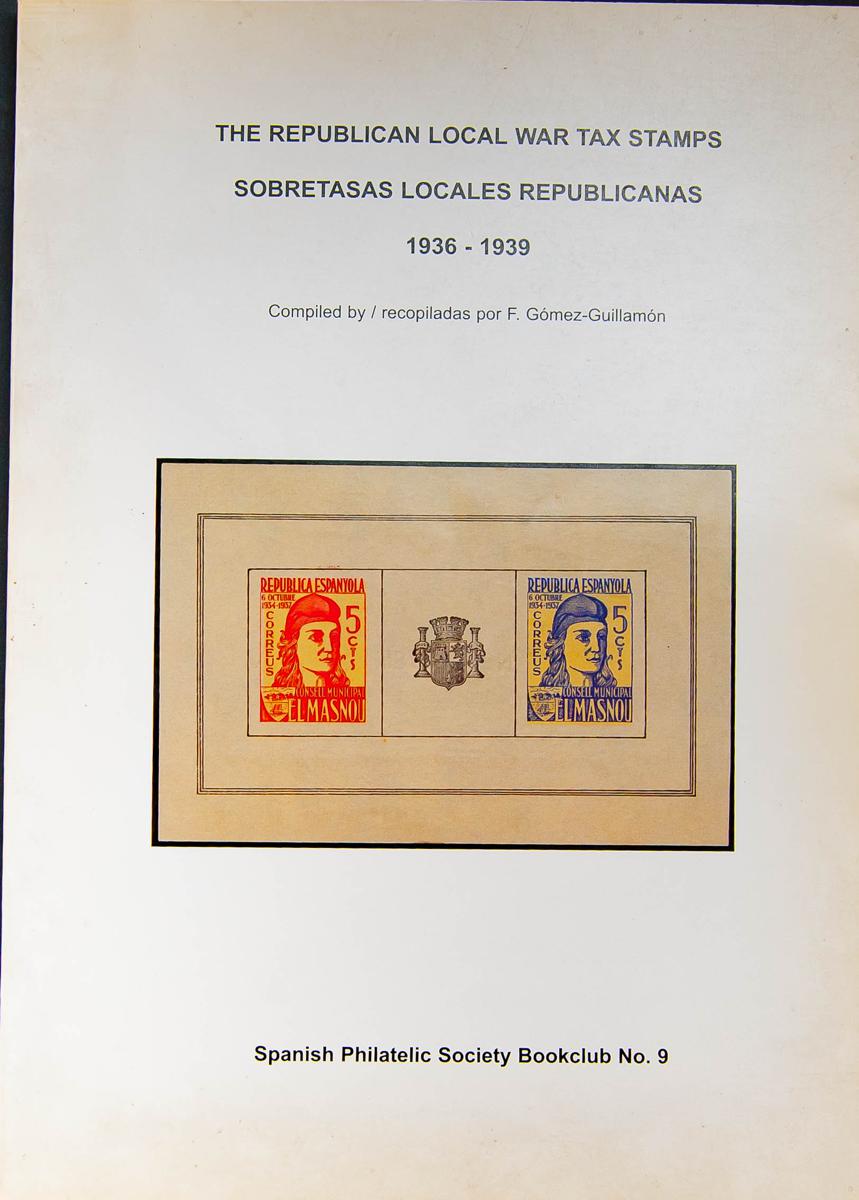 THE REPUBLICAN LOCAL WAR TAX STAMPS
SOBRETASAS LOCALES REPUBLICANAS
1936 - 1939
Compiled by / recopiladas por F. Gómez-Guillamón
REPUBLICA ESPANYOLA
6 OCTUBRE
1934-1937
CORREUS
5 CTS
CONSELL MUNICIPAL
EL MASNOU
REPUBLICA ESPANYOLA
6 OCTUBRE
1934-1937
CORREUS
5 CTS
CONSELL MUNICIPAL
EL MASNOU
Spanish Philatelic Society Bookclub No. 9